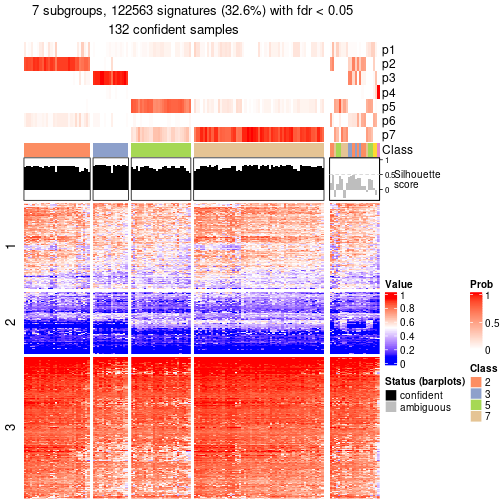 7 subgroups, 122563 signatures (32.6%) with fdr < 0.05
132 confident samples
p1
p2
p3
p4
p5
p6
p7
Class
1
0.5
0
Silhouette
score
1
2
3
Value
1
0.8
0.6
0.4
0.2
0
Status (barplots)
confident
ambiguous
Prob
1
0.5
0
Class
2
3
5
7